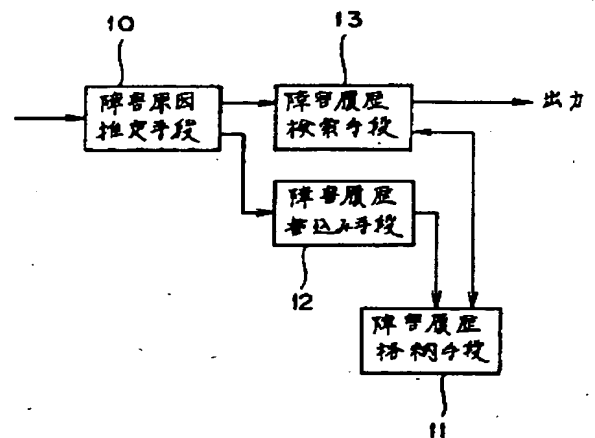 10
13
障害原因
推定手段
障害履歴
検索手段
出力
障害履歴
書込み手段
12
障害履歴
格納手段
11